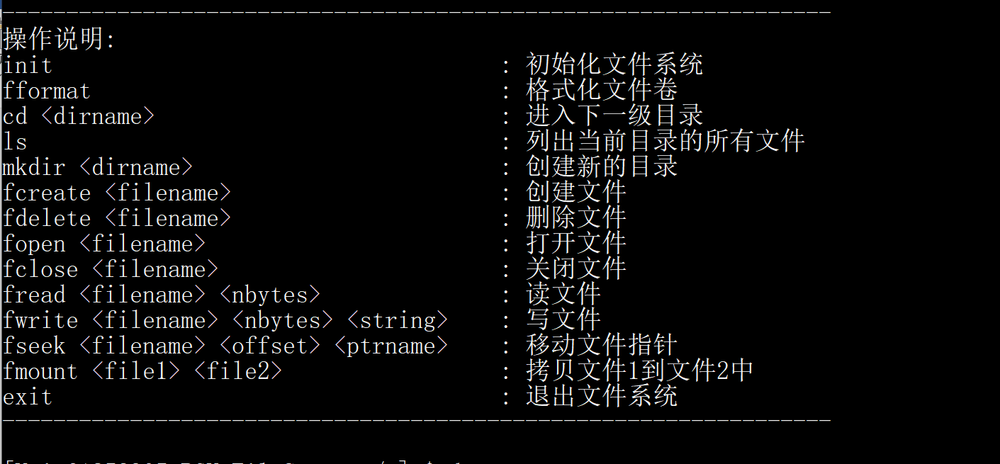 操作说明:
init : 初始化文件系统
fformat : 格式化文件卷
cd <dirname> : 进入下一级目录
ls : 列出当前目录的所有文件
mkdir <dirname> : 创建新的目录
fcreate <filename> : 创建文件
fdelete <filename> : 删除文件
fopen <filename> : 打开文件
fclose <filename> : 关闭文件
fread <filename> <nbytes> : 读文件
fwrite <filename> <nbytes> <string> : 写文件
fseek <filename> <offset> <ptrname> : 移动文件指针
fmount <file1> <file2> : 拷贝文件1到文件2中
exit : 退出文件系统